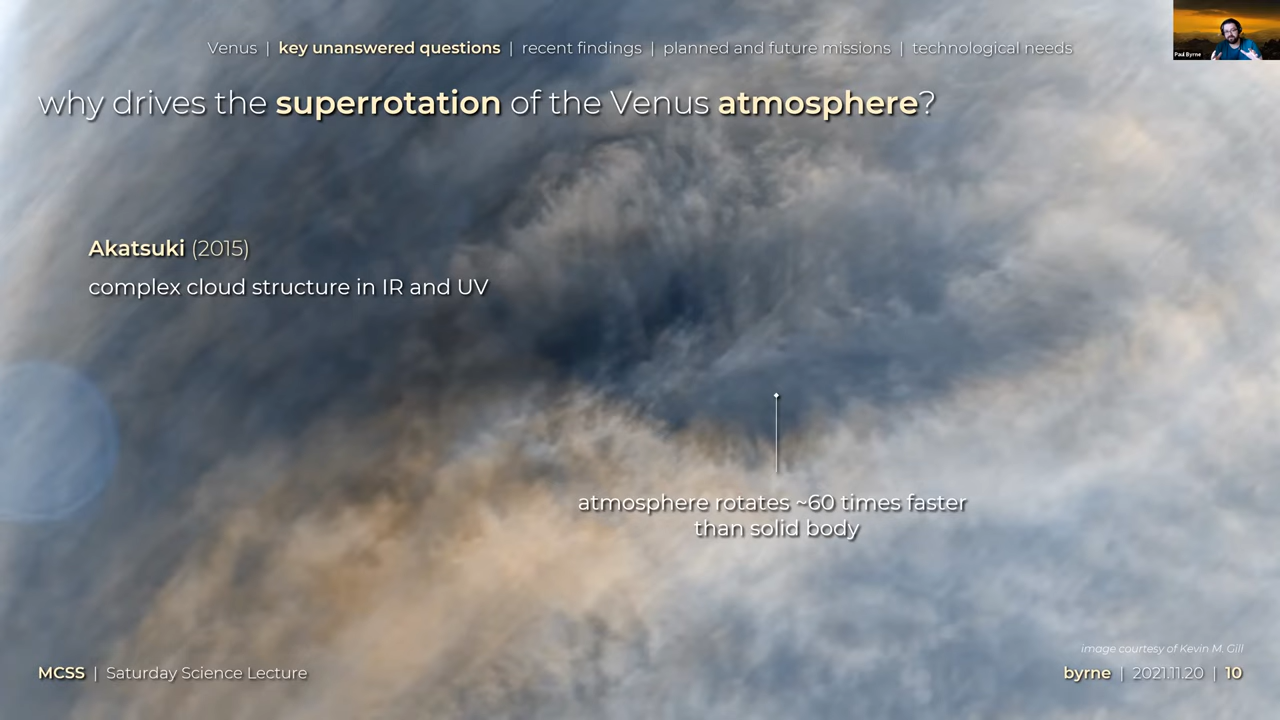 Venus | key unanswered questions | recent findings | planned and future missions | technological needs
Paul Byrne
why drives the superrotation of the Venus atmosphere?
Akatsuki (2015)
complex cloud structure in IR and UV
atmosphere rotates ~60 times faster
than solid body
image courtesy of Kevin M. Gill
MCSS | Saturday Science Lecture
byrne | 2021.11.20 | 10